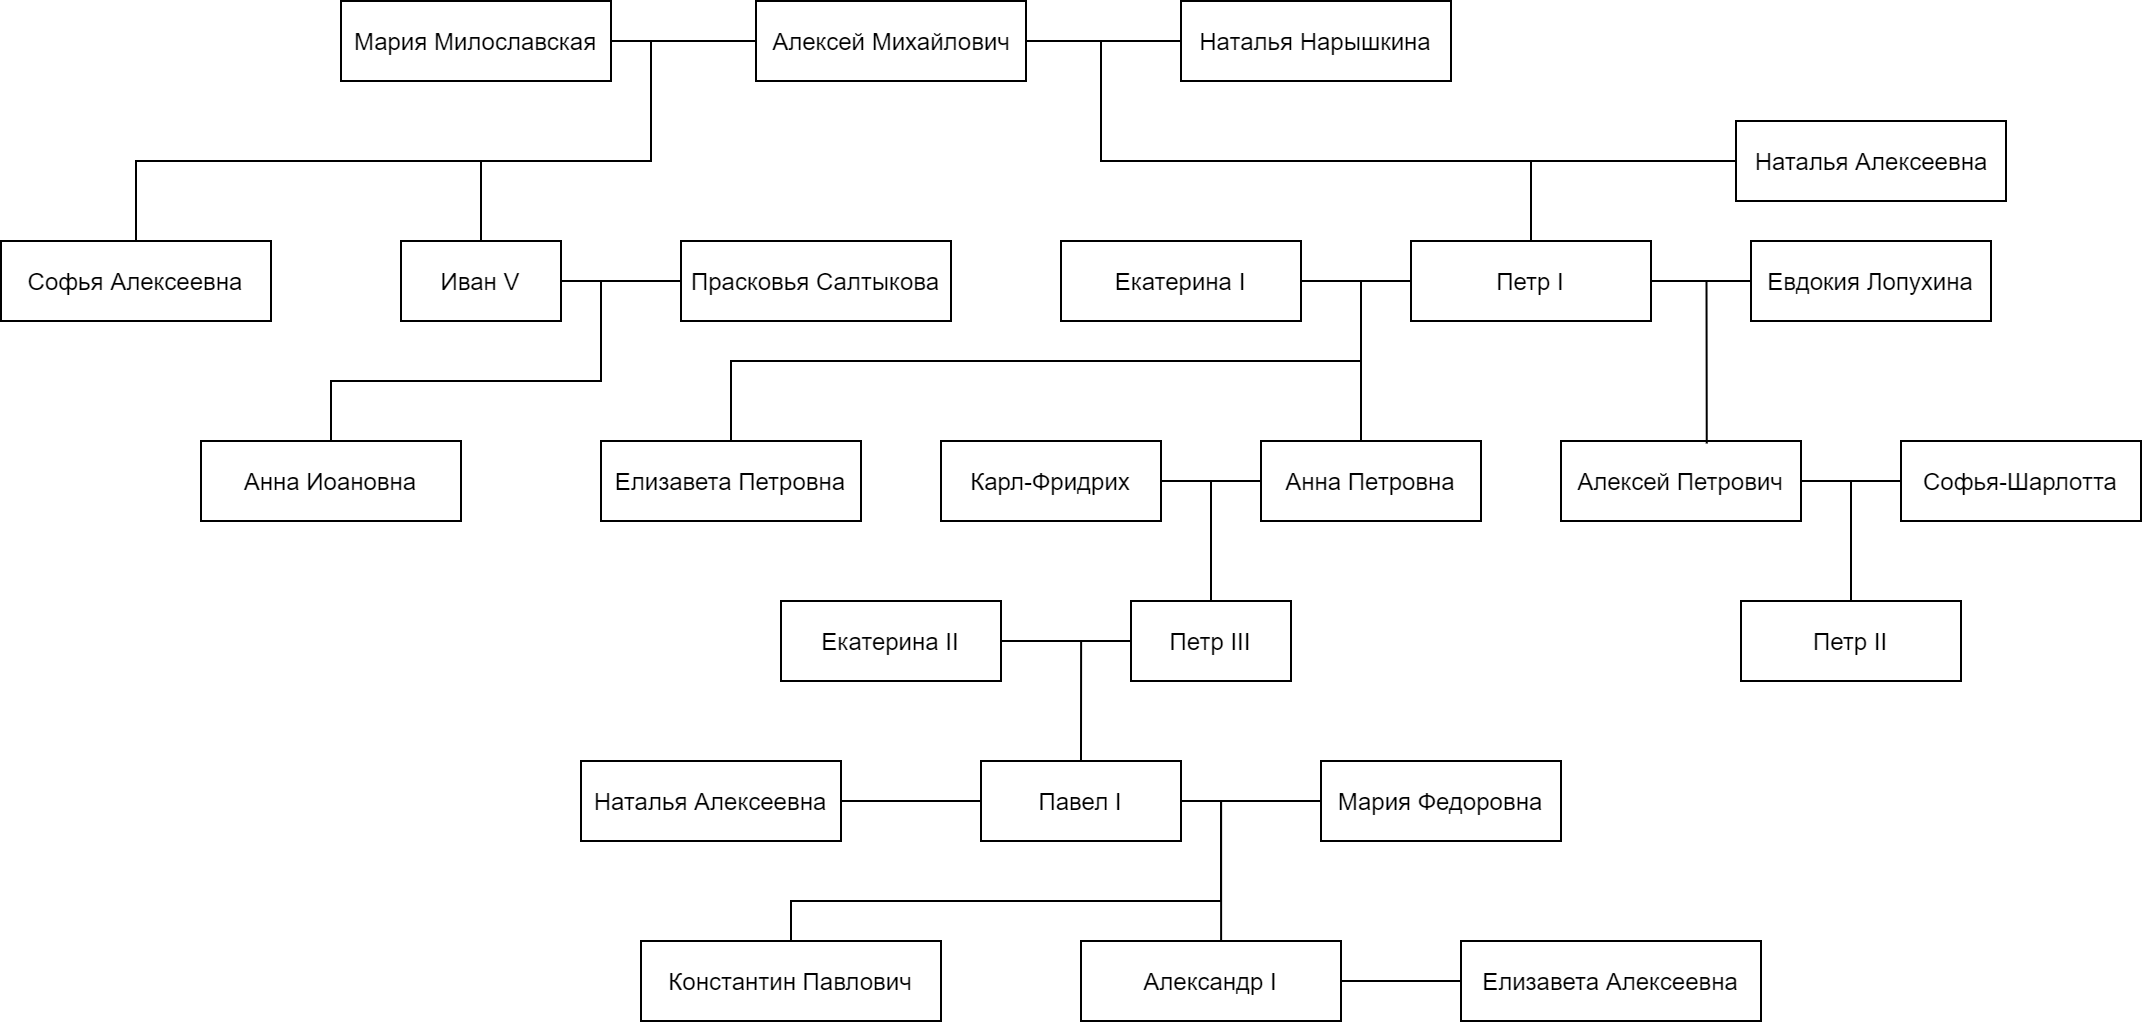 Мария Милославская
Алексей Михайлович
Наталья Нарышкина
Наталья Алексеевна
Софья Алексеевна
Иван V
Прасковья Салтыкова
Екатерина I
Петр I
Евдокия Лопухина
Анна Иоановна
Елизавета Петровна
Карл-Фридрих
Анна Петровна
Алексей Петрович
Софья-Шарлотта
Екатерина II
Петр III
Петр II
Наталья Алексеевна
Павел I
Мария Федоровна
Константин Павлович
Александр I
Елизавета Алексеевна